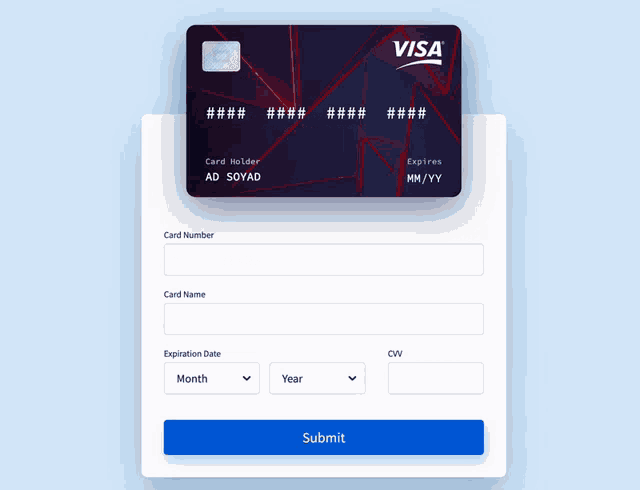 VISA
#### #### #### ####
Card Holder Expires
AD SOYAD MM/YY
Card Number
Card Name
Expiration Date CVV
Month Year
Submit